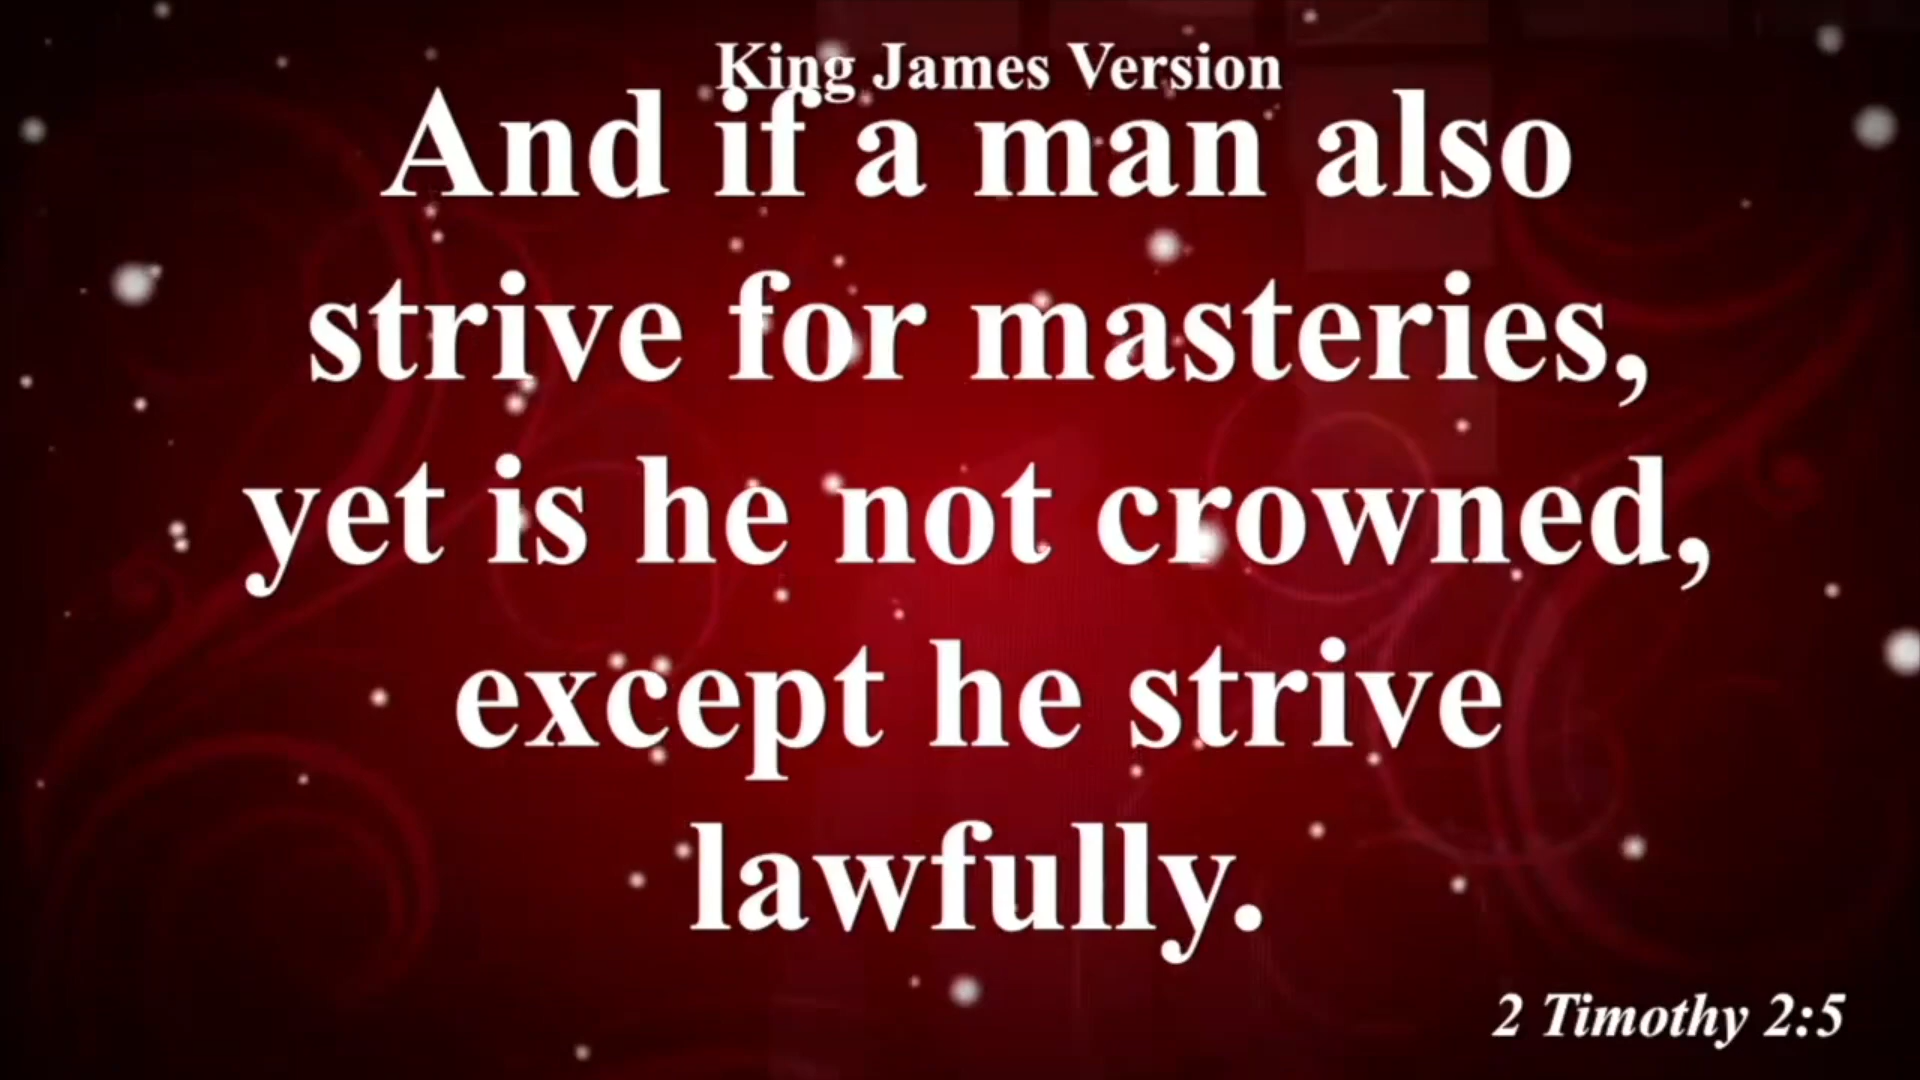 King James Version
And if a man also
strive for masteries,
yet is he not crowned,
except he strive
lawfully.
2 Timothy 2:5